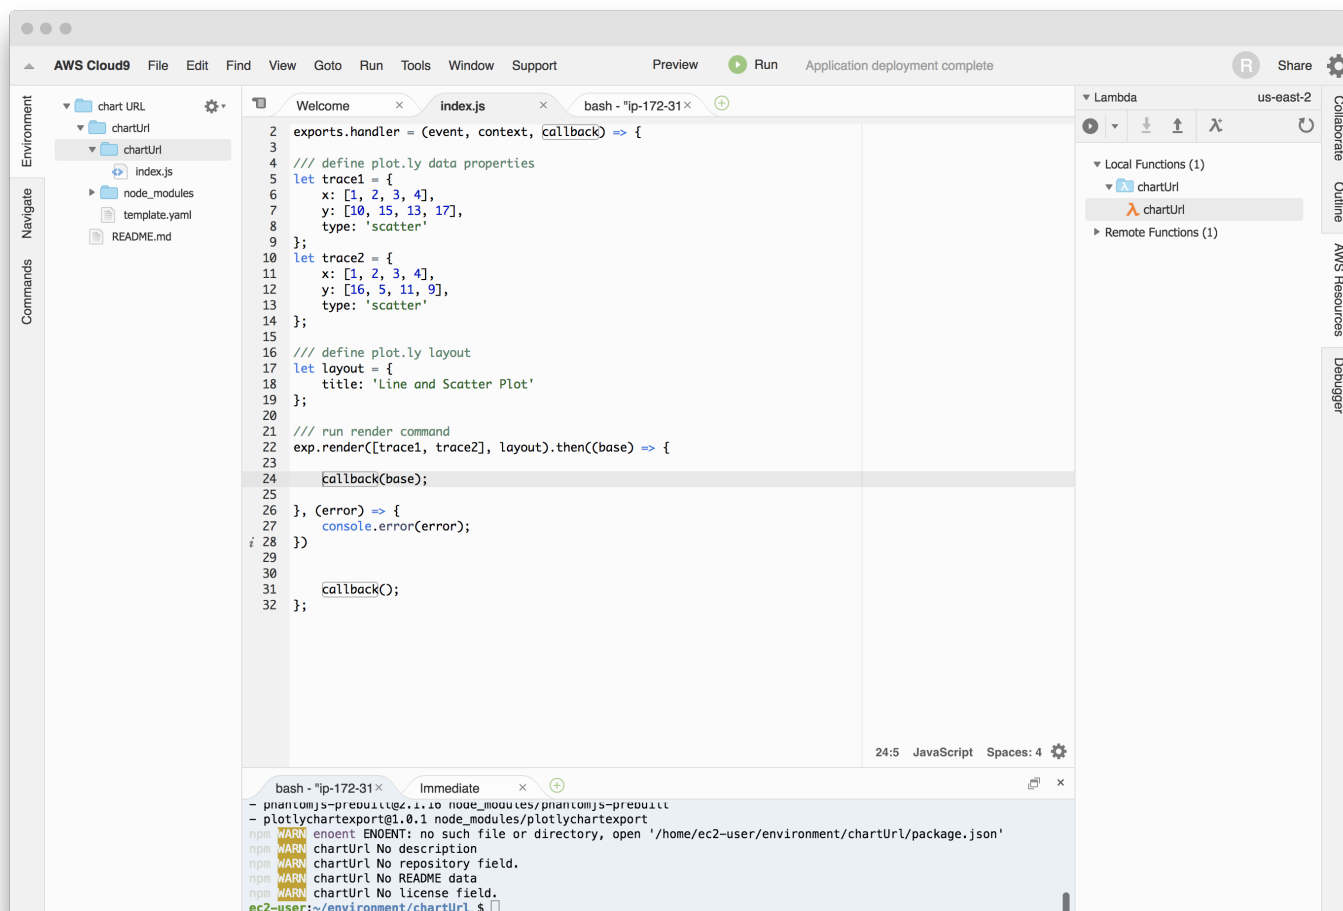 AWS Cloud9 File Edit Find View Goto Run Tools Window Support Preview Run Application deployment complete R Share
Environment
Navigate
Commands
chart URL
chartUrl
chartUrl
index.js
node_modules
template.yaml
README.md
Welcome × index.js × bash - "ip-172-31 ×
2 exports.handler = (event, context, callback) => {
3
4 /// define plot.ly data properties
5 let trace1 = {
6 x: [1, 2, 3, 4],
7 y: [10, 15, 13, 17],
8 type: 'scatter'
9 };
10 let trace2 = {
11 x: [1, 2, 3, 4],
12 y: [16, 5, 11, 9],
13 type: 'scatter'
14 };
15
16 /// define plot.ly layout
17 let layout = {
18 title: 'Line and Scatter Plot'
19 };
20
21 /// run render command
22 exp.render([trace1, trace2], layout).then((base) => {
23
24 callback(base);
25
26 }, (error) => {
27 console.error(error);
i 28 })
29
30
31 callback();
32 };
24:5 JavaScript Spaces: 4
Lambda us-east-2
Local Functions (1)
chartUrl
chartUrl
Remote Functions (1)
Collaborate
Outline
AWS Resources
Debugger
bash - "ip-172-31 × Immediate ×
- phantomjs-prebuilt@2.1.16 node_modules/phantomjs-prebuilt
- plotlychartexport@1.0.1 node_modules/plotlychartexport
npm WARN enoent ENOENT: no such file or directory, open '/home/ec2-user/environment/chartUrl/package.json'
npm WARN chartUrl No description
npm WARN chartUrl No repository field.
npm WARN chartUrl No README data
npm WARN chartUrl No license field.
ec2-user:~/environment/chartUrl $